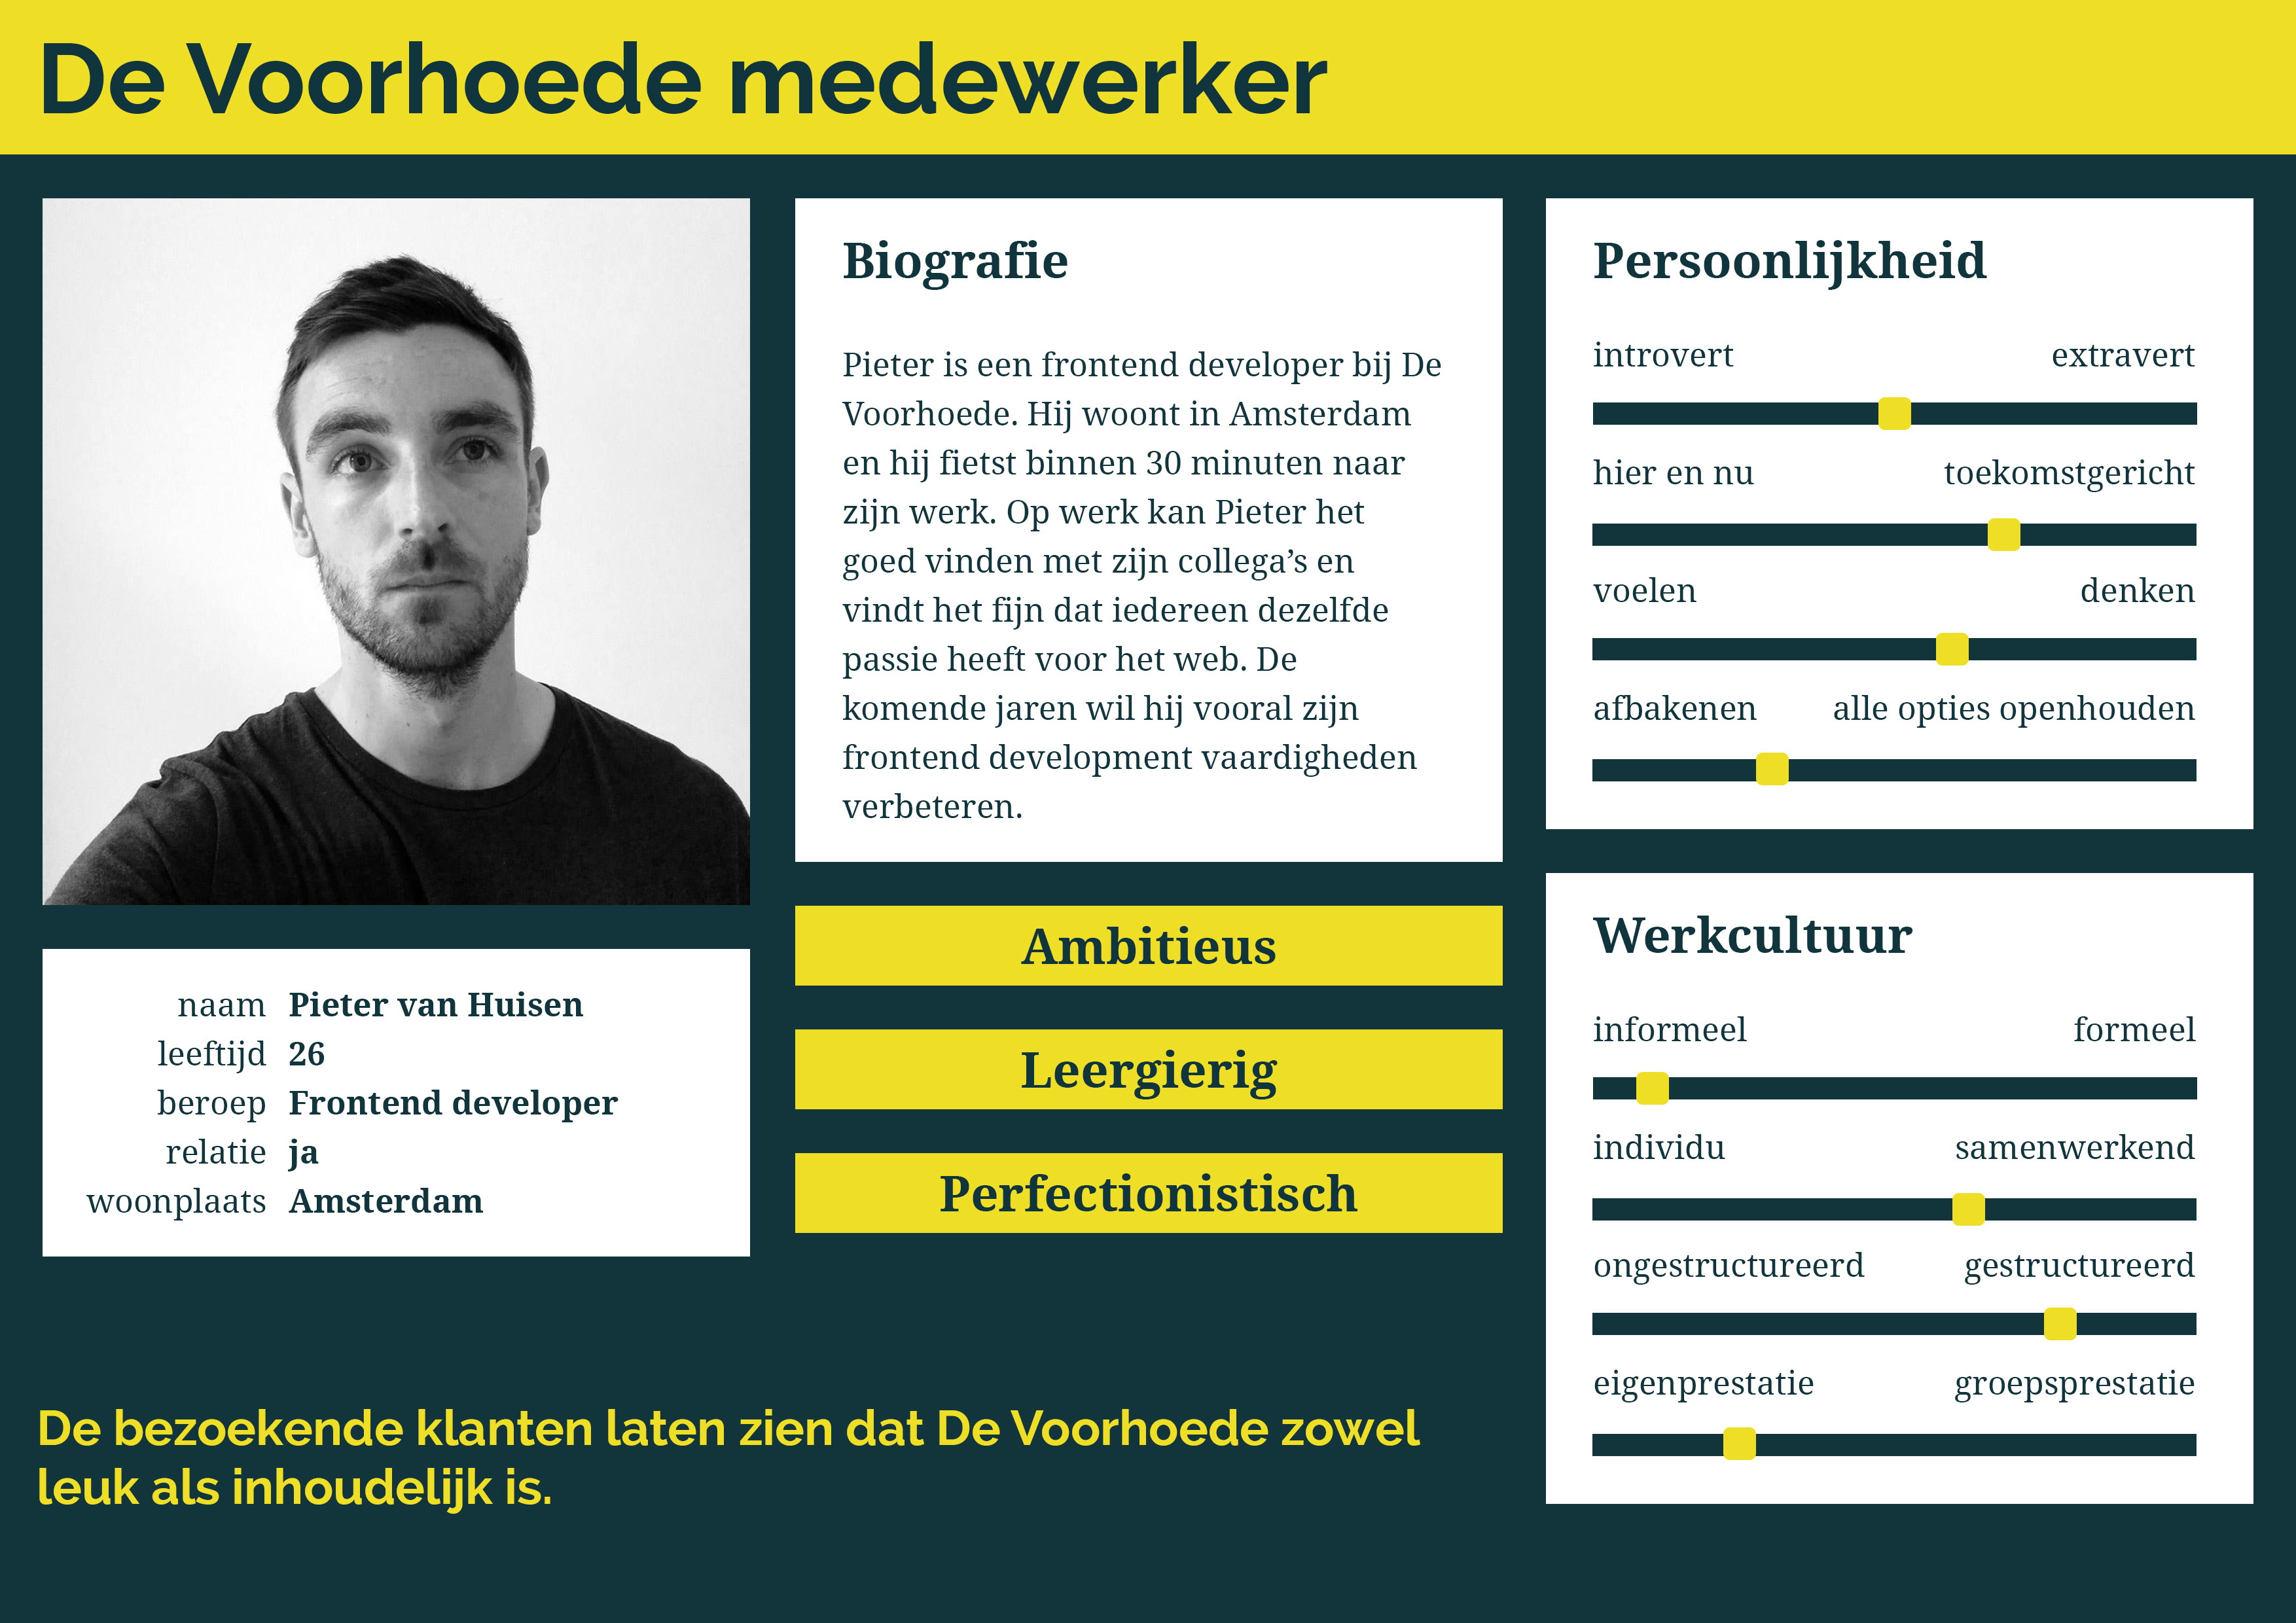 De Voorhoede medewerker
naam Pieter van Huisen
leeftijd 26
beroep Frontend developer
relatie ja
woonplaats Amsterdam
Biografie
Pieter is een frontend developer bij De
Voorhoede. Hij woont in Amsterdam
en hij fietst binnen 30 minuten naar
zijn werk. Op werk kan Pieter het
goed vinden met zijn collega’s en
vindt het fijn dat iedereen dezelfde
passie heeft voor het web. De
komende jaren wil hij vooral zijn
frontend development vaardigheden
verbeteren.
Ambitieus
Leergierig
Perfectionistisch
Persoonlijkheid
introvert extravert
hier en nu toekomstgericht
voelen denken
afbakenen alle opties openhouden
Werkcultuur
informeel formeel
individu samenwerkend
ongestructureerd gestructureerd
eigenprestatie groepsprestatie
De bezoekende klanten laten zien dat De Voorhoede zowel
leuk als inhoudelijk is.